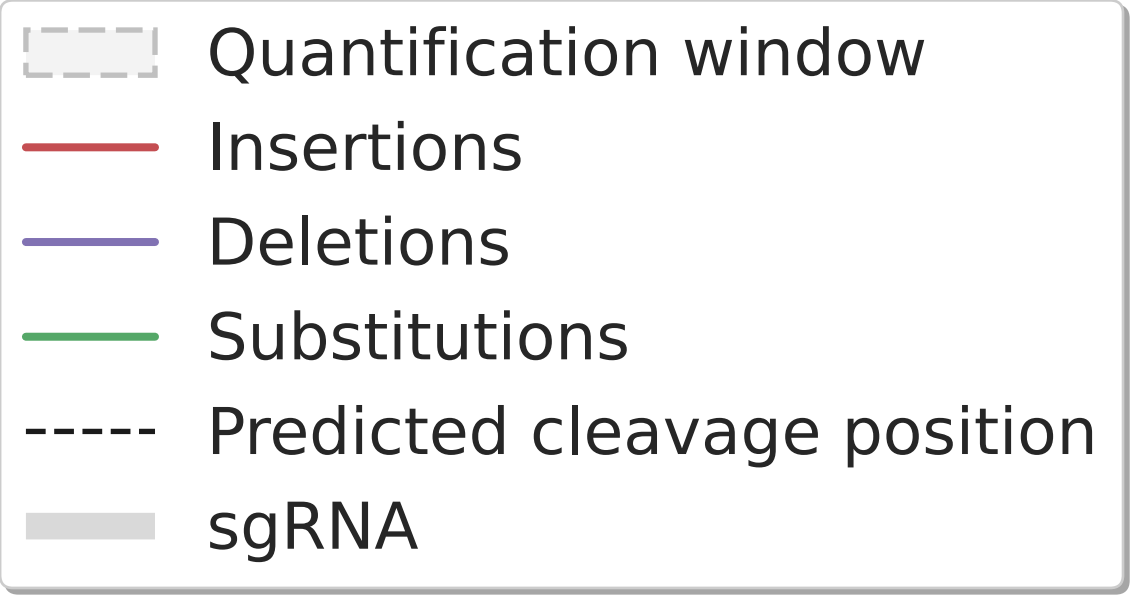 Quantification window
Insertions
Deletions
Substitutions
Predicted cleavage position
sgRNA